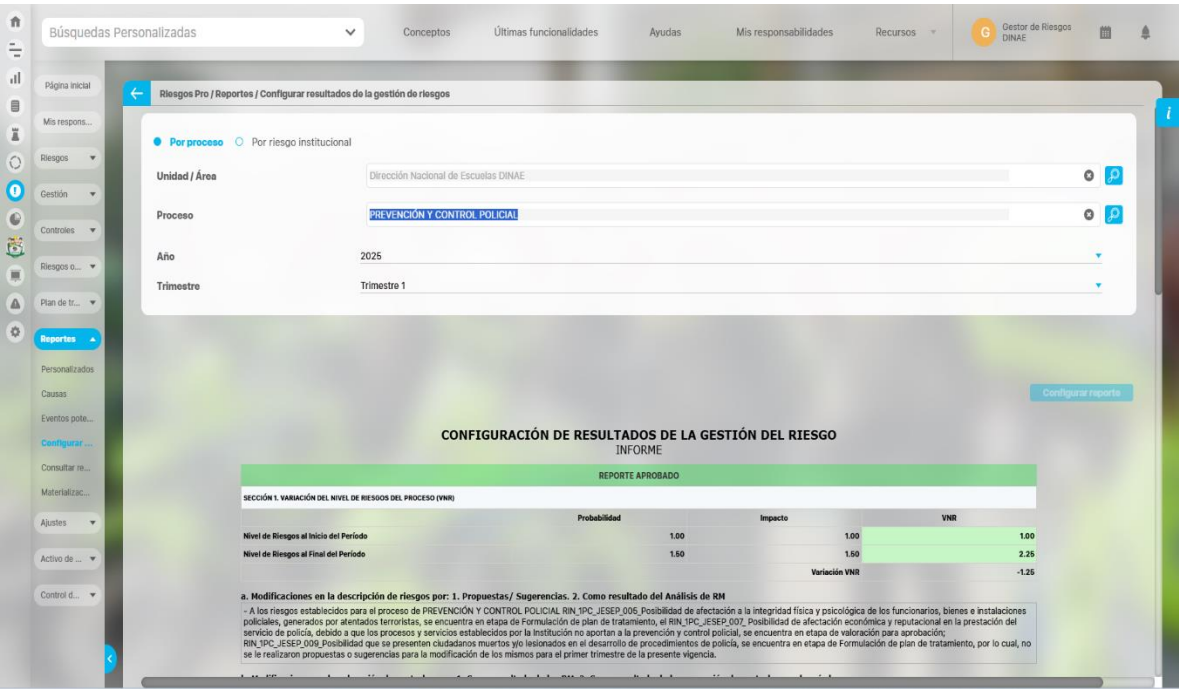 Búsquedas Personalizadas
Conceptos
Últimas funcionalidades
Ayudas
Mis responsabilidades
Recursos
G
Gestor de Riesgos
DINAE
Página inicial
Mis respons...
Riesgos
Gestión
Controles
Riesgos o...
Plan de tr...
Reportes
Personalizados
Causas
Eventos pote...
Configurar ...
Consultar re...
Materializac...
Ajustes
Activo de ...
Control d...
Riesgos Pro / Reportes / Configurar resultados de la gestión de riesgos
i
Por proceso
Por riesgo institucional
Unidad / Área
Dirección Nacional de Escuelas DINAE
Proceso
PREVENCIÓN Y CONTROL POLICIAL
Año
2025
Trimestre
Trimestre 1
Configurar reporte
CONFIGURACIÓN DE RESULTADOS DE LA GESTIÓN DEL RIESGO
INFORME
REPORTE APROBADO
SECCIÓN 1. VARIACIÓN DEL NIVEL DE RIESGOS DEL PROCESO (VNR)
Probabilidad Impacto VNR
Nivel de Riesgos al Inicio del Período 1.00 1.00 1.00
Nivel de Riesgos al Final del Período 1.50 1.50 2.25
Variación VNR -1.25
a. Modificaciones en la descripción de riesgos por: 1. Propuestas/ Sugerencias. 2. Como resultado del Análisis de RM
- A los riesgos establecidos para el proceso de PREVENCIÓN Y CONTROL POLICIAL RIN_1PC_JESEP_005_Posibilidad de afectación a la integridad física y psicológica de los funcionarios, bienes e instalaciones
policiales, generados por atentados terroristas, se encuentra en etapa de Formulación de plan de tratamiento, el RIN_1PC_JESEP_007_ Posibilidad de afectación económica y reputacional en la prestación del
servicio de policía, debido a que los procesos y servicios establecidos por la Institución no aportan a la prevención y control policial, se encuentra en etapa de valoración para aprobación;
RIN_1PC_JESEP_009_Posibilidad que se presenten ciudadanos muertos y/o lesionados en el desarrollo de procedimientos de policía, se encuentra en etapa de Formulación de plan de tratamiento, por lo cual, no
se le realizaron propuestas o sugerencias para la modificación de los mismos para el primer trimestre de la presente vigencia.